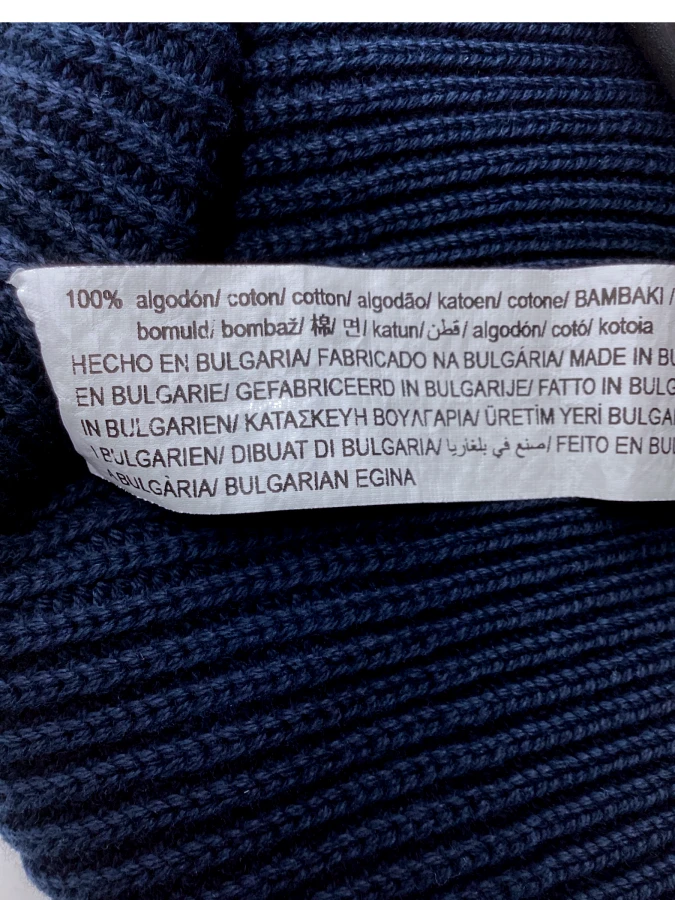 100% algodón/ coton/ cotton/ algodão/ katoen/ cotone/ ΒΑΜΒΑΚΙ /
bomuld/ bombaž/ 棉/ 면/ katun/ قطن/ algodón/ cotó/ kotoia
HECHO EN BULGARIA/ FABRICADO NA BULGÁRIA/ MADE IN BU
EN BULGARIE/ GEFABRICEERD IN BULGARIJE/ FATTO IN BULG
IN BULGARIEN/ ΚΑΤΑΣΚΕΥΗ ΒΟΥΛΓΑΡΙΑ/ ÜRETİM YERİ BULGA
BULGARIEN/ DIBUAT DI BULGARIA/ صنع في بلغاريا/ FEITO EN BUL
BULGÀRIA/ BULGARIAN EGINA